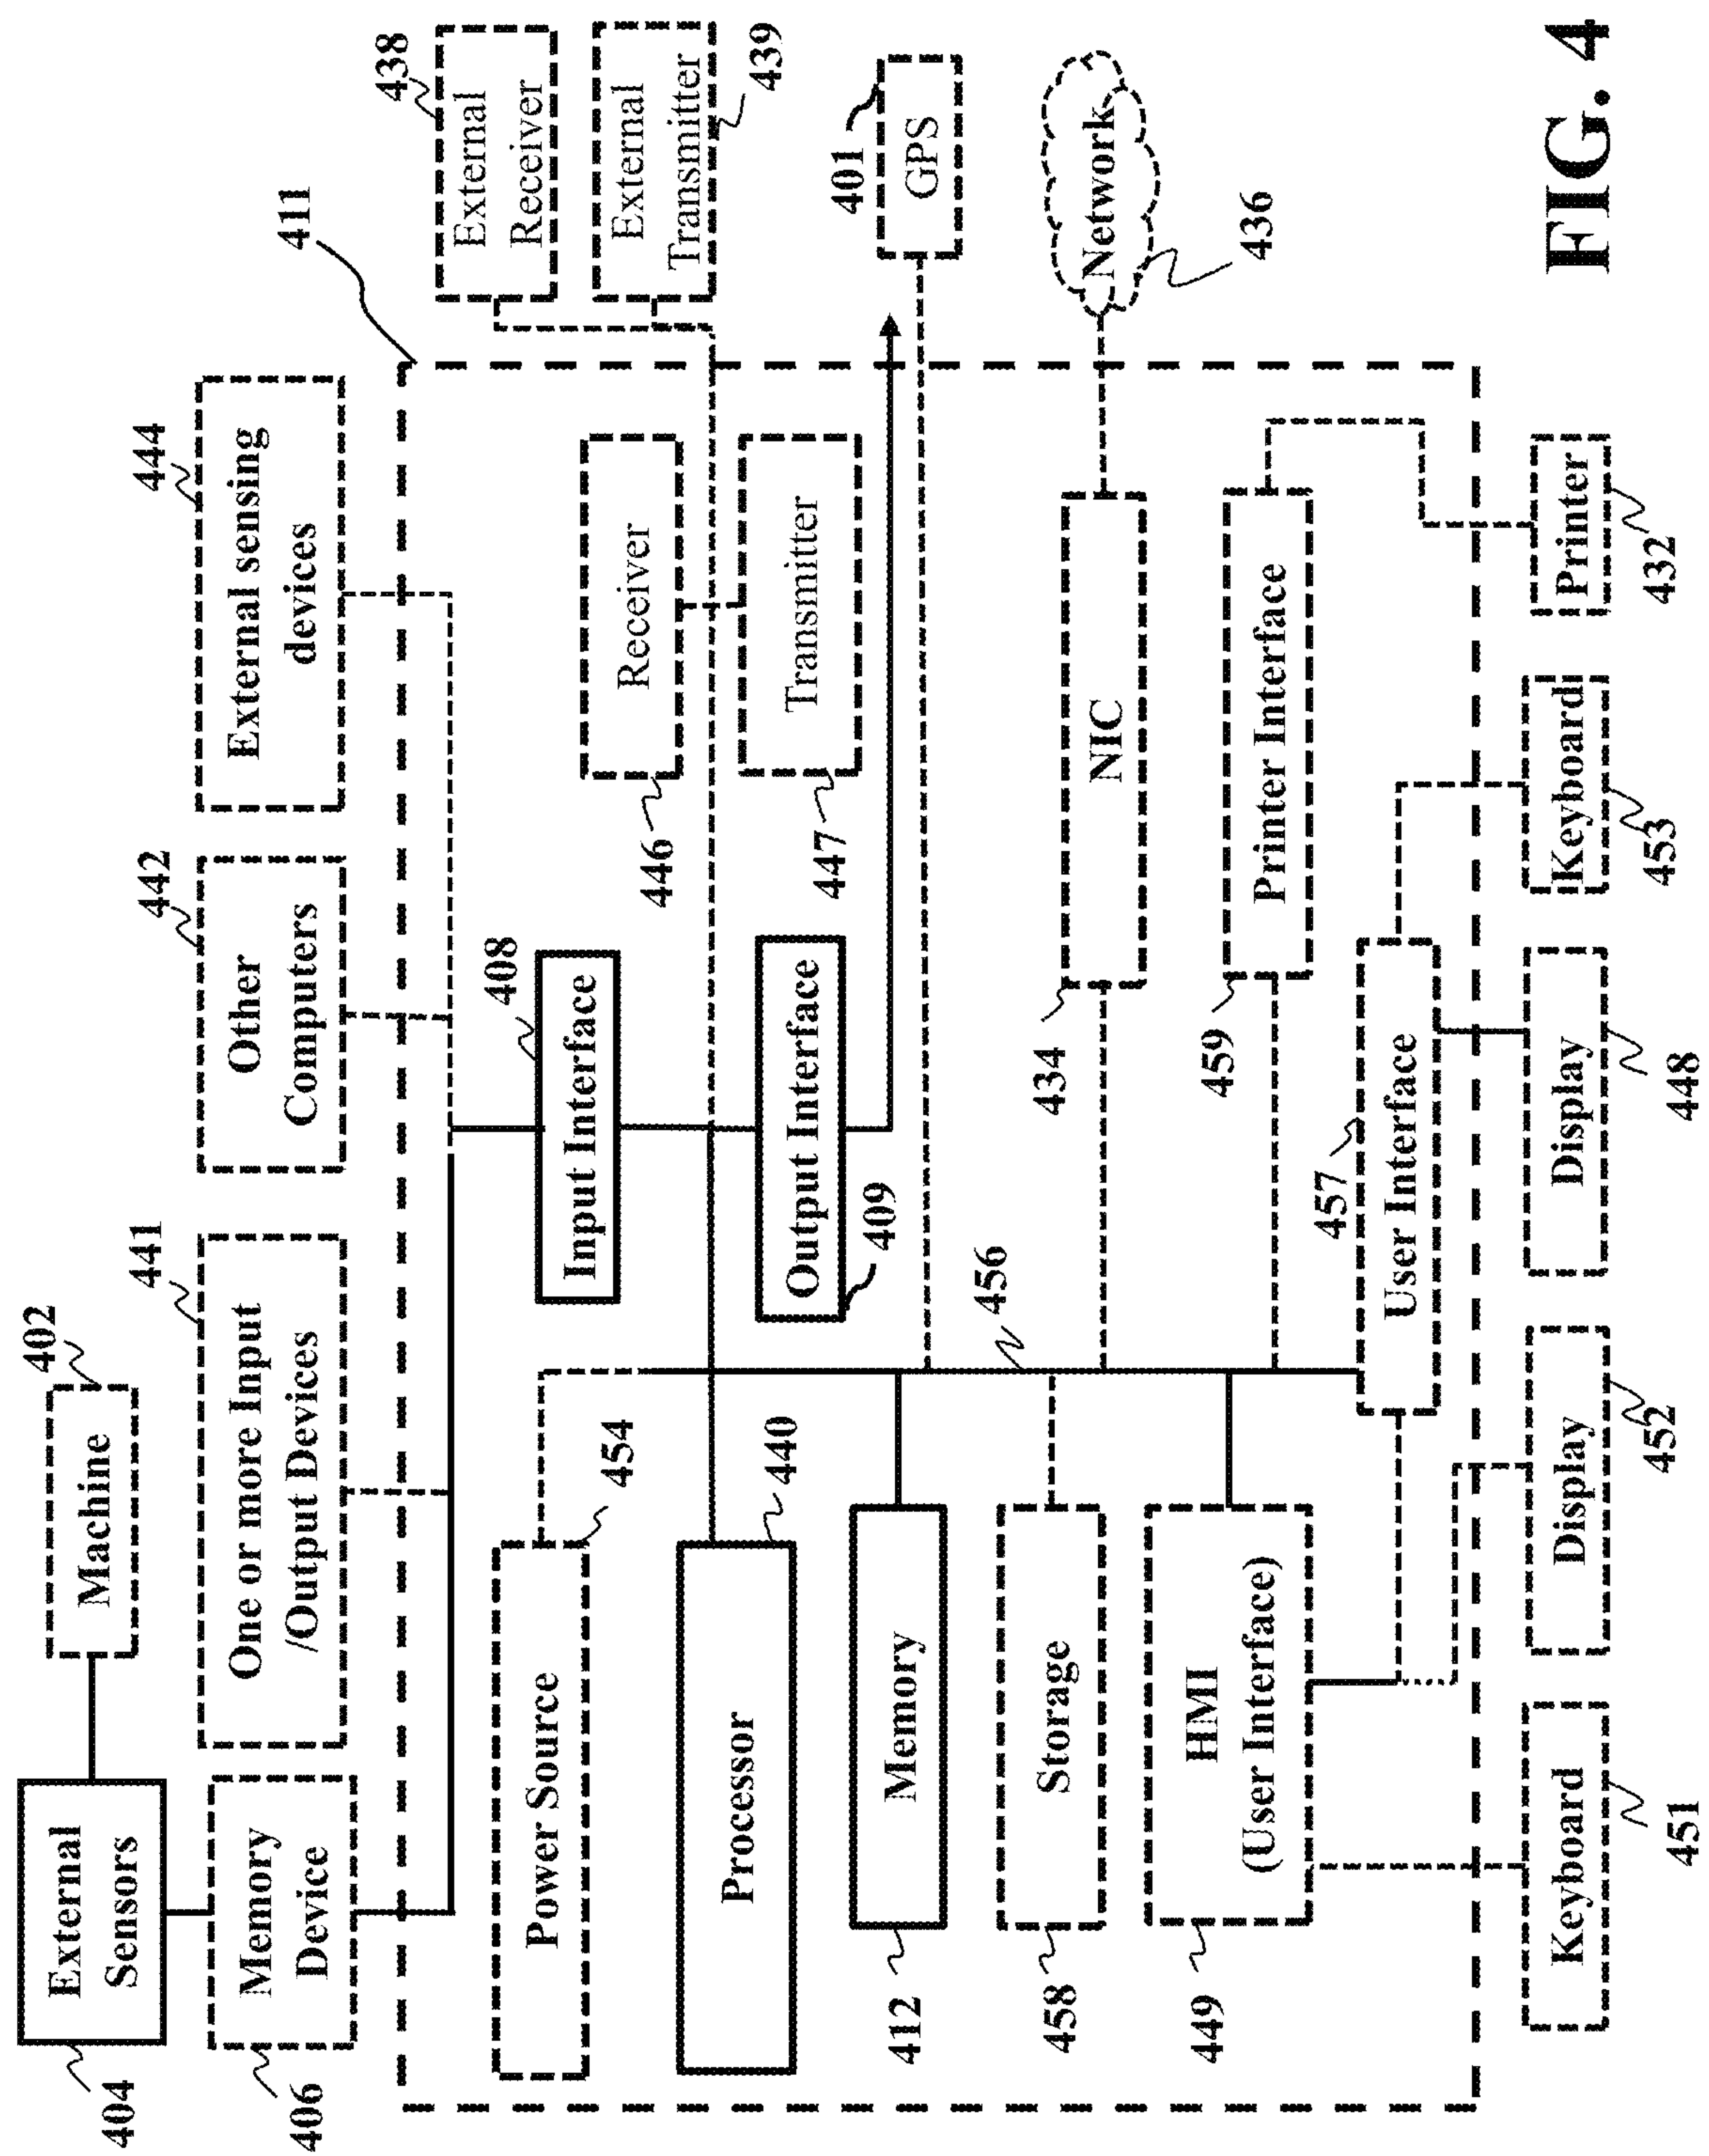 402
Machine
404
External
Sensors
406
Memory
Device
441
One or more Input
/Output Devices
442
Other
Computers
444
External sensing
devices
411
438
External
Receiver
External
Transmitter
439
454
Power Source
408
Input Interface
Receiver
446
440
Processor
Output Interface
409
Transmitter
447
401
GPS
412
Memory
456
458
Storage
434
NIC
Network
436
449
HMI
(User Interface)
459
Printer Interface
457
User Interface
Keyboard
451
Display
452
Display
448
Keyboard
453
Printer
432
FIG. 4